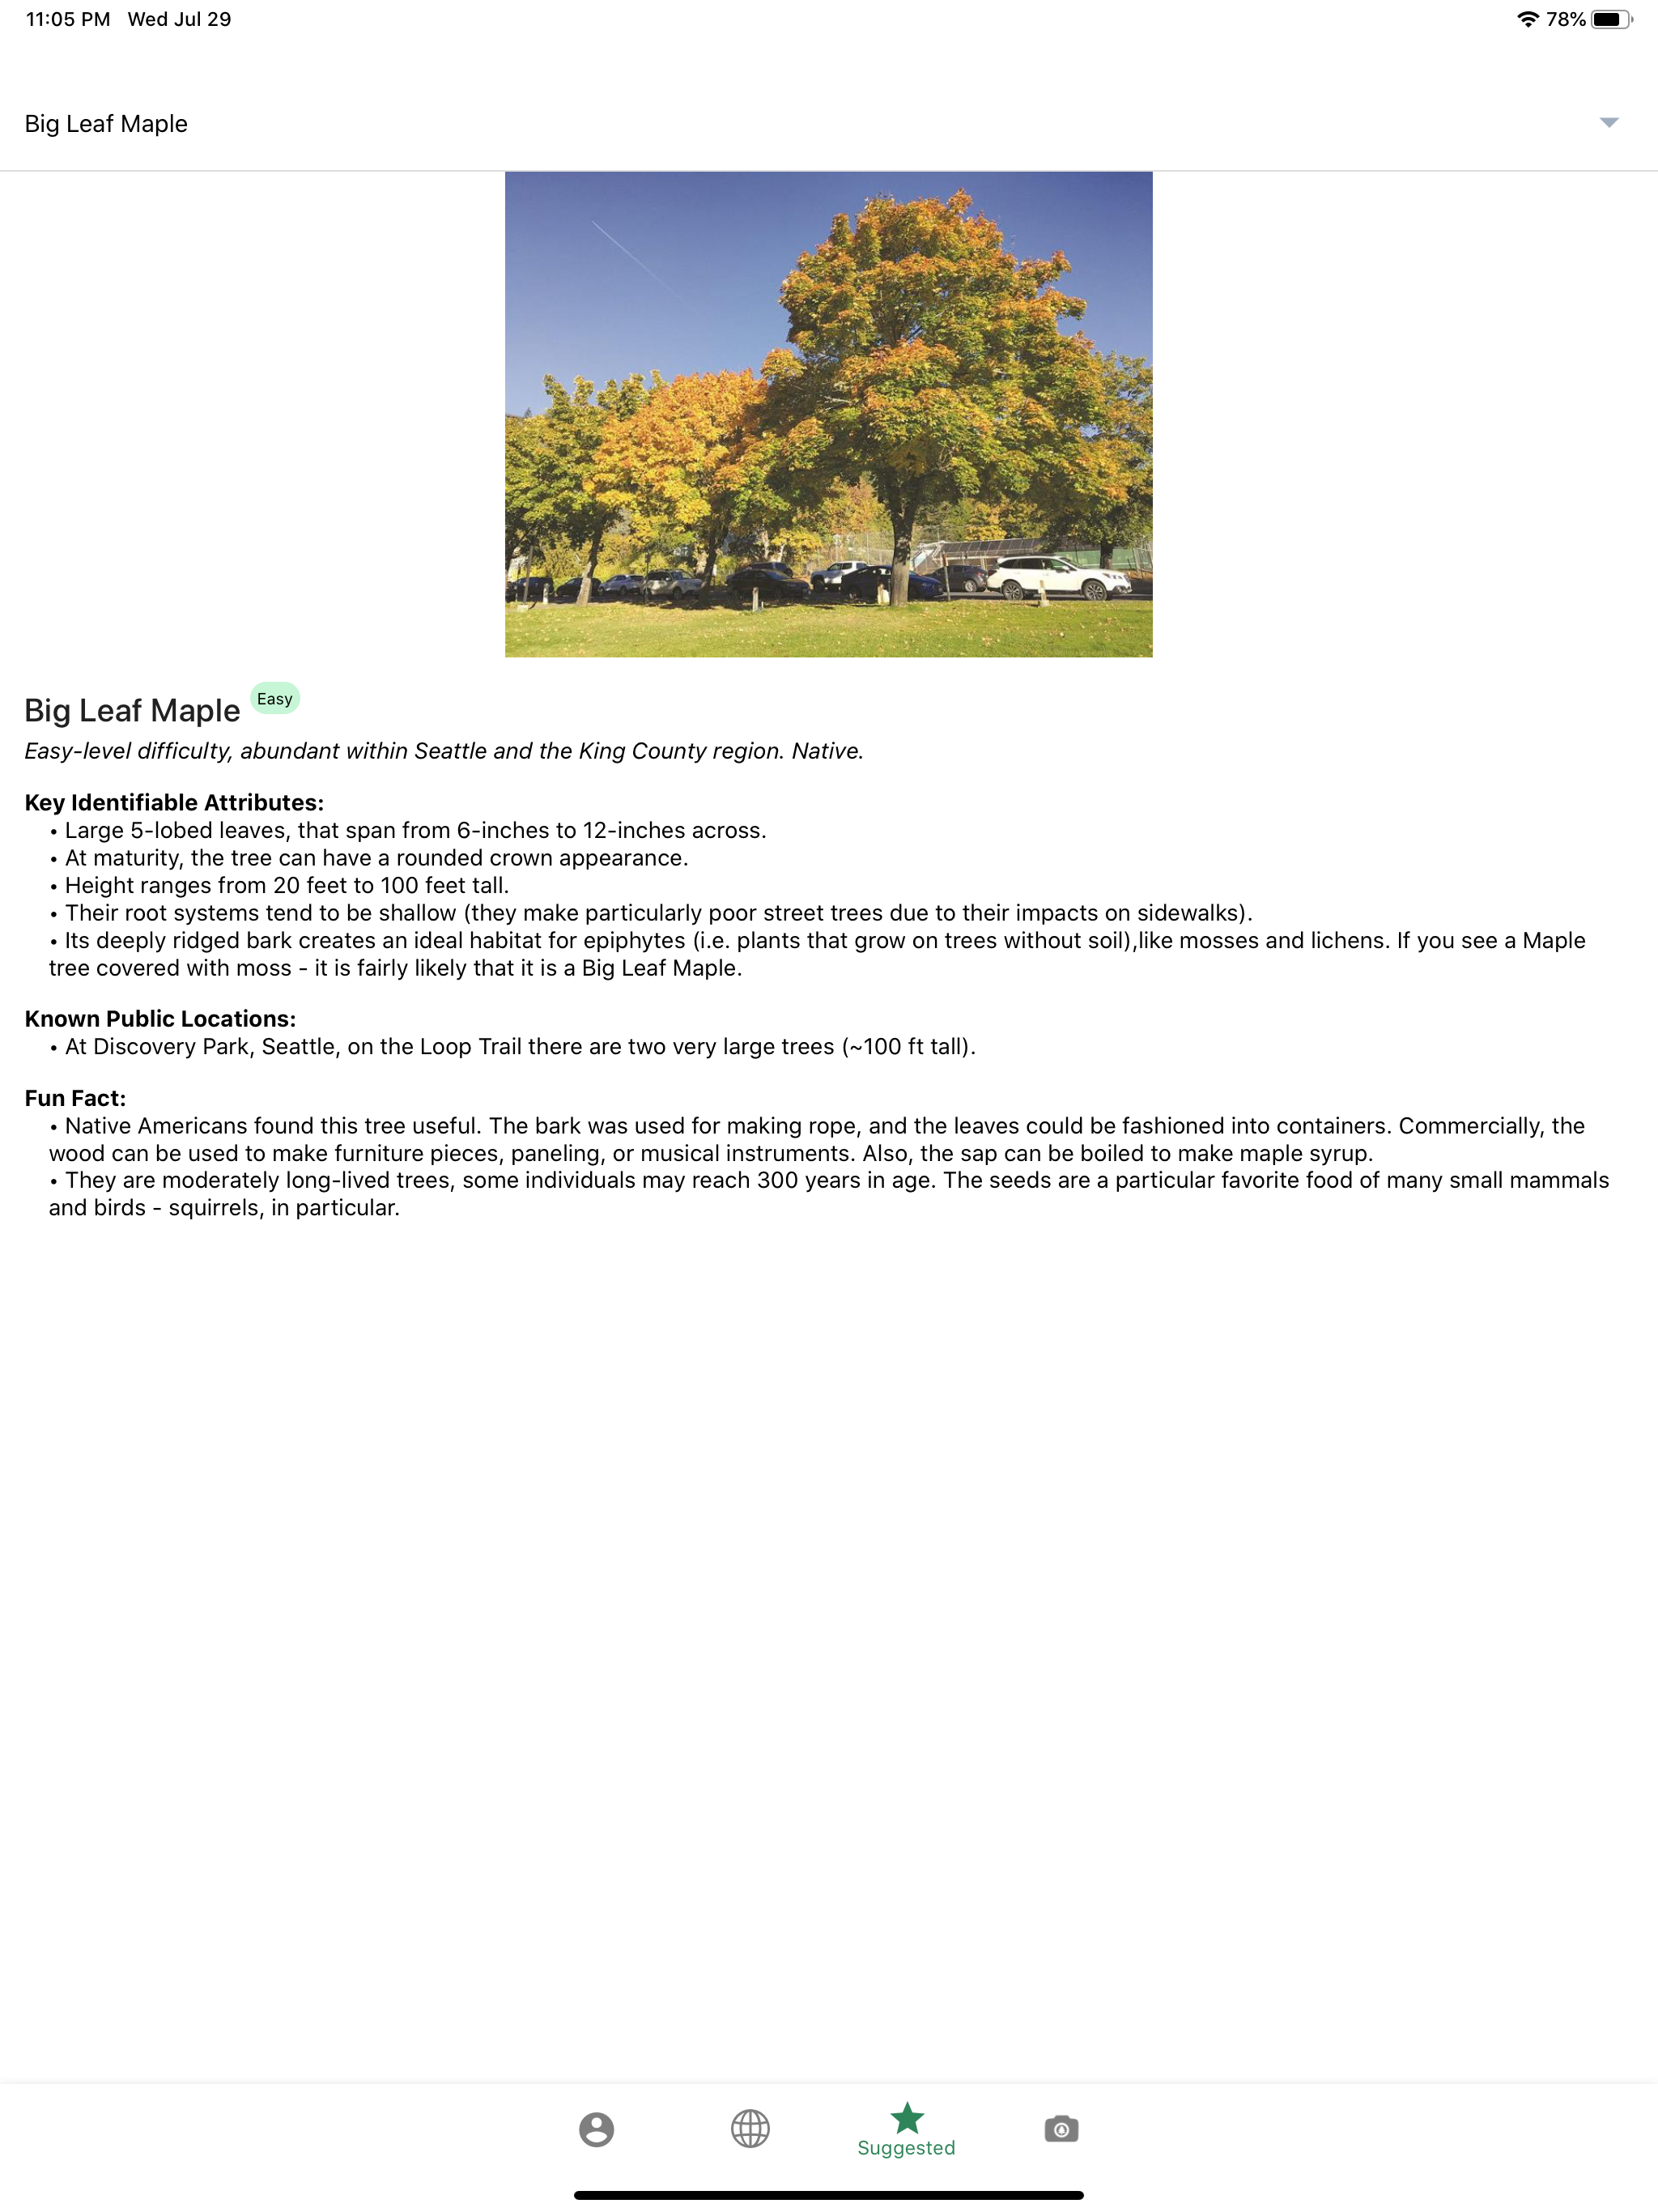 11:05 PM Wed Jul 29
78%
Big Leaf Maple
Big Leaf Maple Easy
Easy-level difficulty, abundant within Seattle and the King County region. Native.
Key Identifiable Attributes:
• Large 5-lobed leaves, that span from 6-inches to 12-inches across.
• At maturity, the tree can have a rounded crown appearance.
• Height ranges from 20 feet to 100 feet tall.
• Their root systems tend to be shallow (they make particularly poor street trees due to their impacts on sidewalks).
• Its deeply ridged bark creates an ideal habitat for epiphytes (i.e. plants that grow on trees without soil),like mosses and lichens. If you see a Maple
tree covered with moss - it is fairly likely that it is a Big Leaf Maple.
Known Public Locations:
• At Discovery Park, Seattle, on the Loop Trail there are two very large trees (~100 ft tall).
Fun Fact:
• Native Americans found this tree useful. The bark was used for making rope, and the leaves could be fashioned into containers. Commercially, the
wood can be used to make furniture pieces, paneling, or musical instruments. Also, the sap can be boiled to make maple syrup.
• They are moderately long-lived trees, some individuals may reach 300 years in age. The seeds are a particular favorite food of many small mammals
and birds - squirrels, in particular.
Suggested